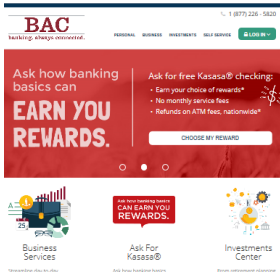 1 (877) 226 - 5820
BAC
banking, always connected.
PERSONAL BUSINESS INVESTMENTS SELF SERVICE LOG IN
Ask how banking
basics can
EARN YOU
REWARDS.
Ask for free Kasasa® checking:
• Earn your choice of rewards*
• No monthly service fees
• Refunds on ATM fees, nationwide*
CHOOSE MY REWARD
25
Ask how banking basics
CAN EARN YOU
REWARDS.
Business
Services
Ask For
Kasasa®
Investments
Center